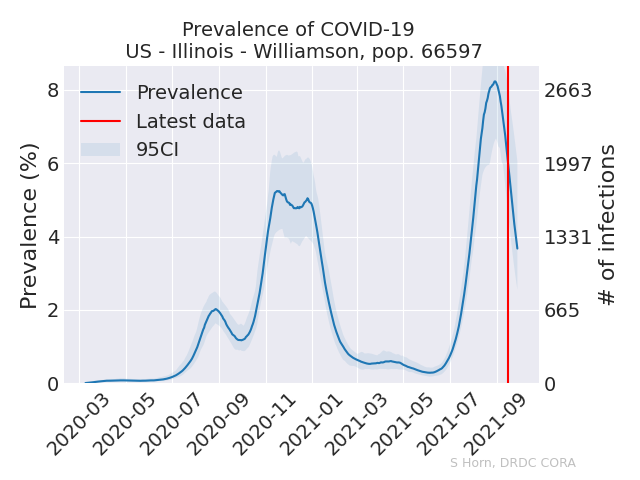 Prevalence of COVID-19
US - Illinois - Williamson, pop. 66597
Prevalence
Latest data
95CI
Prevalence (%)
8
6
4
2
0
2663
1997
1331
665
0
# of infections
2020-03
2020-05
2020-07
2020-09
2020-11
2021-01
2021-03
2021-05
2021-07
2021-09
S Horn, DRDC CORA